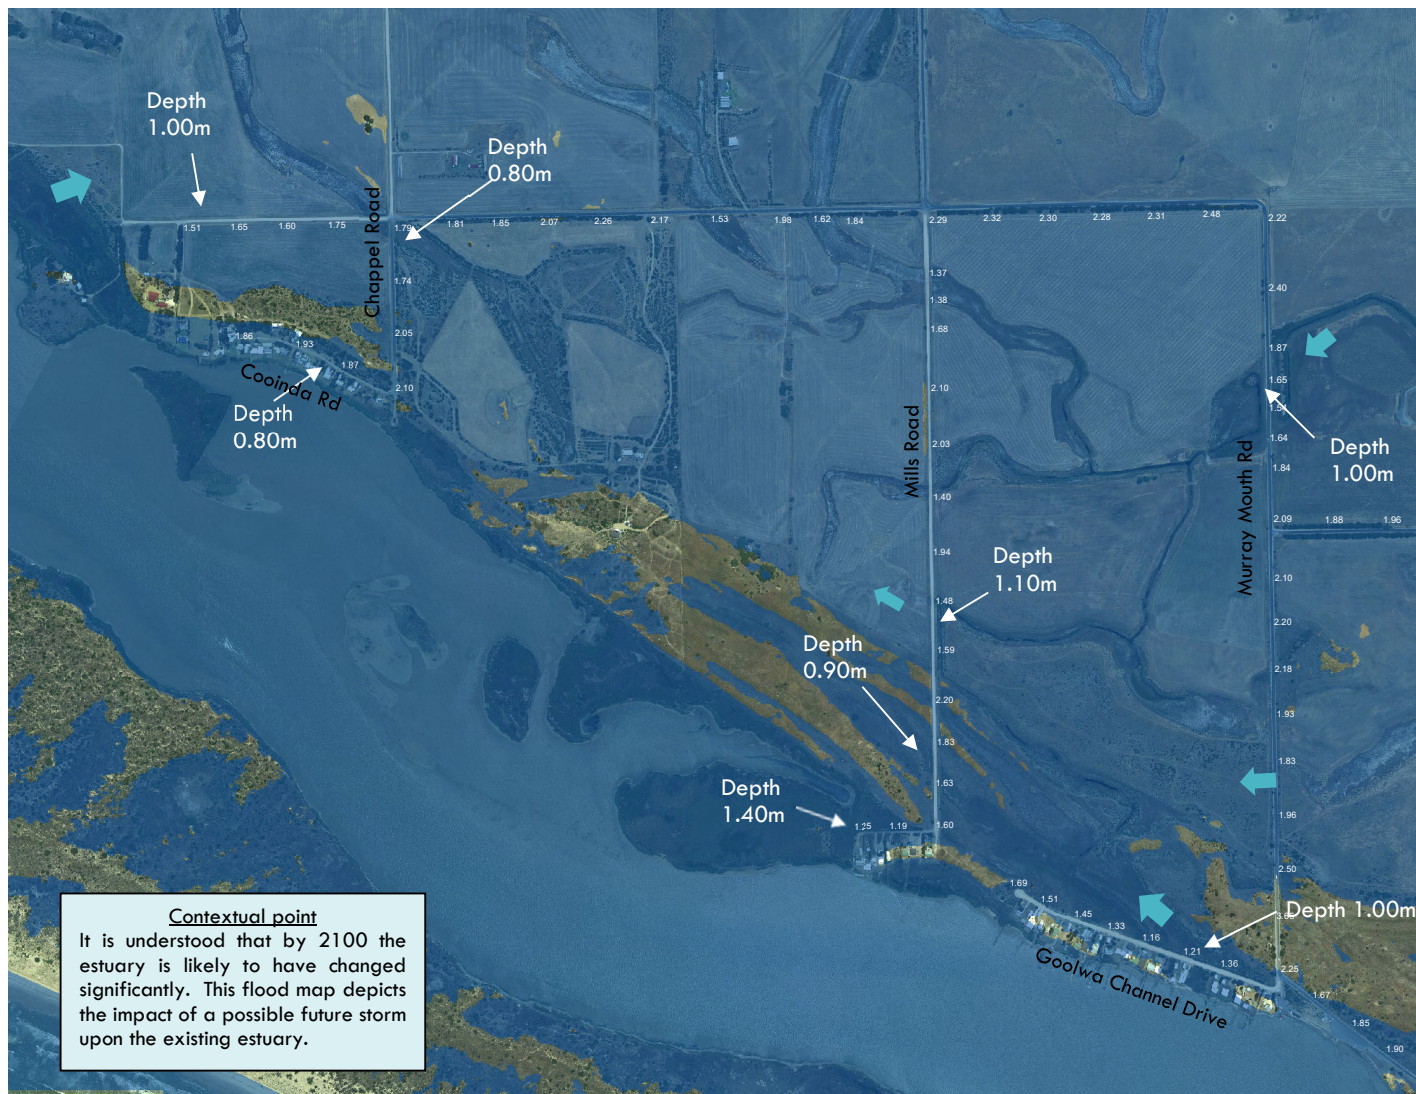 Depth
1.00m
Depth
0.80m
Chappel Road
1.51
1.65
1.60
1.75
1.79
1.81
1.85
2.07
2.26
2.17
1.53
1.98
1.62
1.84
2.29
2.32
2.30
2.28
2.31
2.48
2.22
1.74
2.05
2.10
1.86
1.93
1.87
Cooinda Rd
Depth
0.80m
1.37
1.38
1.68
2.10
2.03
1.40
1.94
1.48
1.59
2.20
1.83
1.63
1.60
Mills Road
2.40
1.87
1.65
1.54
1.64
1.84
2.09
1.88
1.96
2.10
2.20
2.18
1.93
1.83
1.96
2.50
2.25
Murray Mouth Rd
Depth
1.00m
Depth
1.10m
Depth
0.90m
Depth
1.40m
1.25
1.19
1.69
1.51
1.45
1.33
1.16
1.21
1.36
Depth 1.00m
Goolwa Channel Drive
1.67
1.85
1.90
Contextual point
It is understood that by 2100 the
estuary is likely to have changed
significantly. This flood map depicts
the impact of a possible future storm
upon the existing estuary.